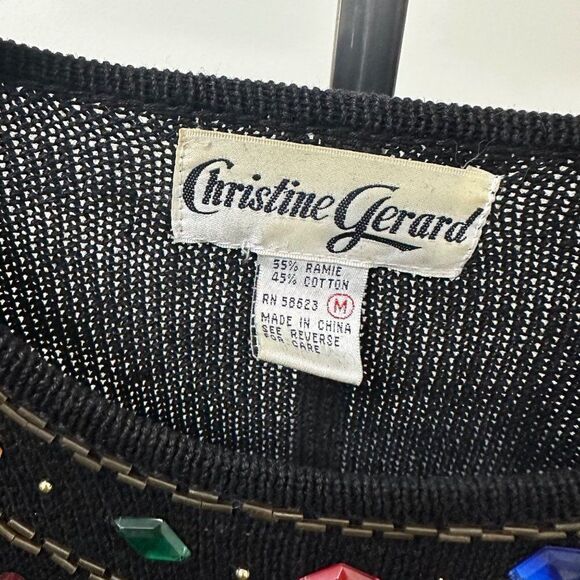 Christine Gerard
55% RAMIE
45% COTTON
RN 58623 M
MADE IN CHINA
SEE REVERSE
FOR CARE